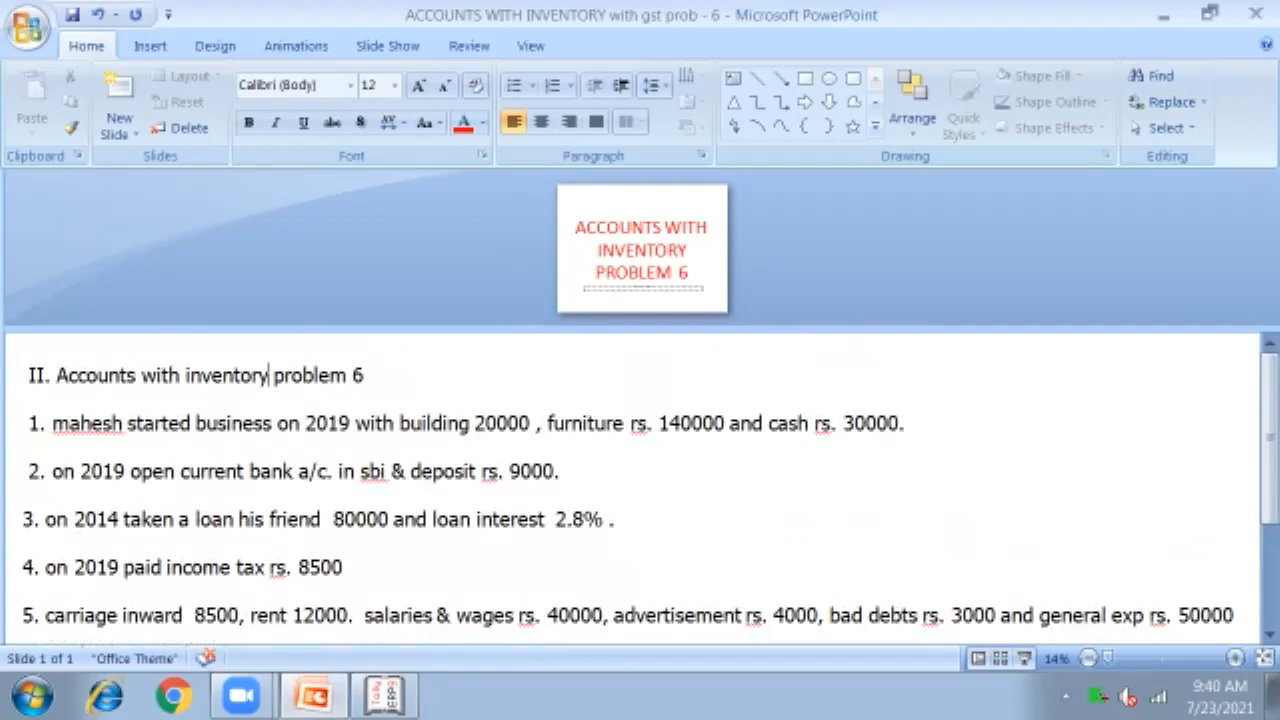 ACCOUNTS WITH INVENTORY with gst prob - 6 - Microsoft PowerPoint
Home Insert Design Animations Slide Show Review View
Paste
New Slide
Layout
Reset
Delete
Calibri (Body) 12
B I U abc S AV Aa A
Arrange
Quick Styles
Shape Fill
Shape Outline
Shape Effects
Find
Replace
Select
Clipboard Slides Font Paragraph Drawing Editing
ACCOUNTS WITH
INVENTORY
PROBLEM 6
II. Accounts with inventory problem 6
1. mahesh started business on 2019 with building 20000 , furniture rs. 140000 and cash rs. 30000.
2. on 2019 open current bank a/c. in sbi & deposit rs. 9000.
3. on 2014 taken a loan his friend 80000 and loan interest 2.8% .
4. on 2019 paid income tax rs. 8500
5. carriage inward 8500, rent 12000. salaries & wages rs. 40000, advertisement rs. 4000, bad debts rs. 3000 and general exp rs. 50000
Slide 1 of 1 "Office Theme" 14%
Tally ERP9
9:40 AM
7/23/2021